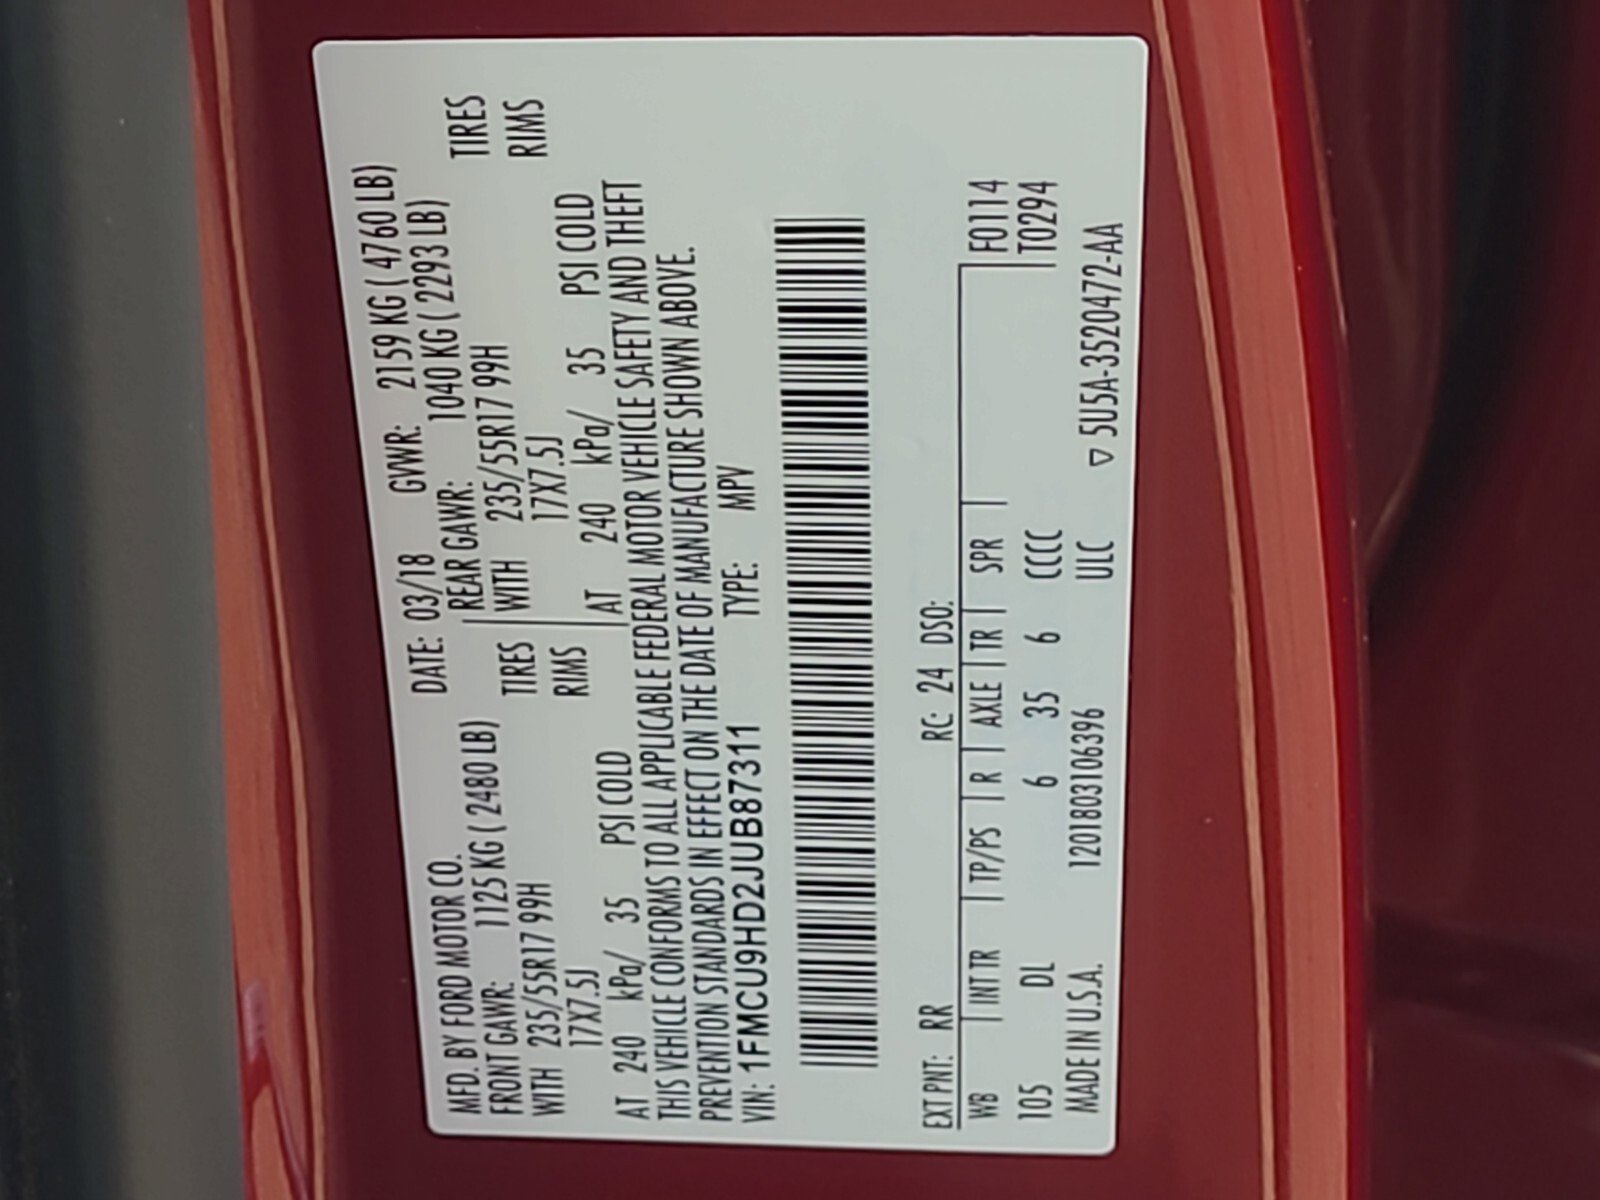 MFD. BY FORD MOTOR CO. DATE: 03/18 GVWR: 2159 KG ( 4760 LB)
FRONT GAWR: 1125 KG ( 2480 LB) REAR GAWR: 1040 KG ( 2293 LB)
WITH 235/55R17 99H TIRES WITH 235/55R17 99H TIRES
17X7.5J RIMS 17X7.5J RIMS
AT 240 kPa/ 35 PSI COLD AT 240 kPa/ 35 PSI COLD
THIS VEHICLE CONFORMS TO ALL APPLICABLE FEDERAL MOTOR VEHICLE SAFETY AND THEFT
PREVENTION STANDARDS IN EFFECT ON THE DATE OF MANUFACTURE SHOWN ABOVE.
VIN: 1FMCU9HD2JUB87311 TYPE: MPV
EXT PNT: RR RC: 24 DSO:
WB INT TR TP/PS R AXLE TR SPR F0114
105 DL 6 35 6 CCCC T0294
MADE IN U.S.A. 120180310​6396 ULC ▽ 5U5A-3520472-AA